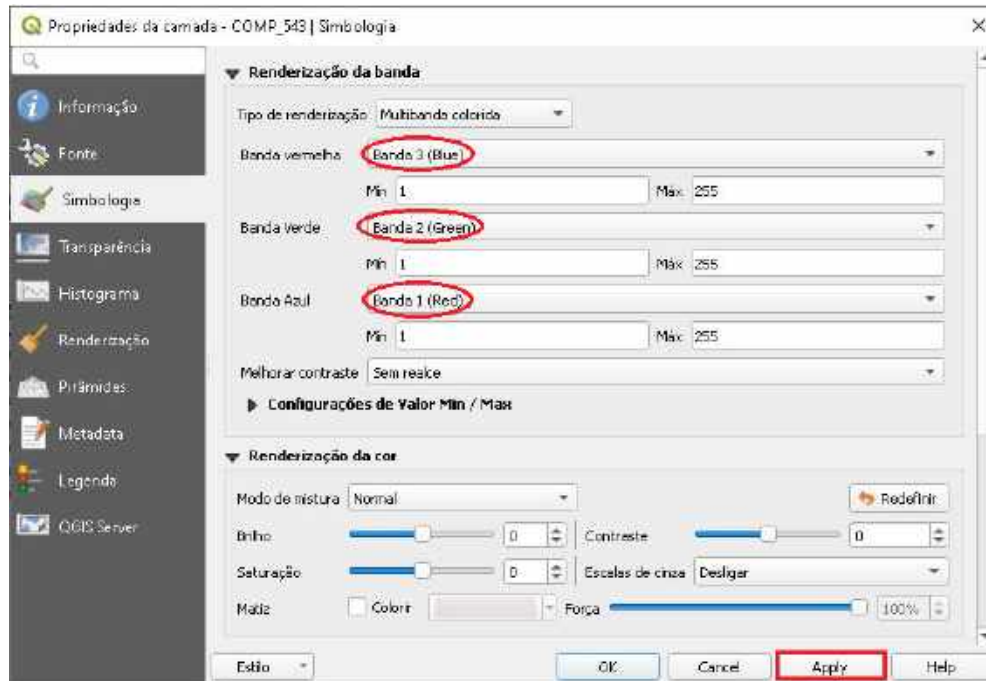 Propriedades da camada - COMP_543 | Simbologia
Informação
Fonte
Simbologia
Transparência
Histograma
Renderização
Pirâmides
Metadata
Legenda
QGIS Server
Renderização da banda
Tipo de renderização Multibanda colorida
Banda vermelha Banda 3 (Blue)
Mín 1 Máx 255
Banda Verde Banda 2 (Green)
Mín 1 Máx 255
Banda Azul Banda 1 (Red)
Mín 1 Máx 255
Melhorar contraste Sem realce
Configurações de Valor Min / Max
Renderização da cor
Modo de mistura Normal Redefinir
Brilho 0 Contraste 0
Saturação 0 Escalas de cinza Desligar
Matiz Colorir Força 100%
Estilo OK Cancel Apply Help